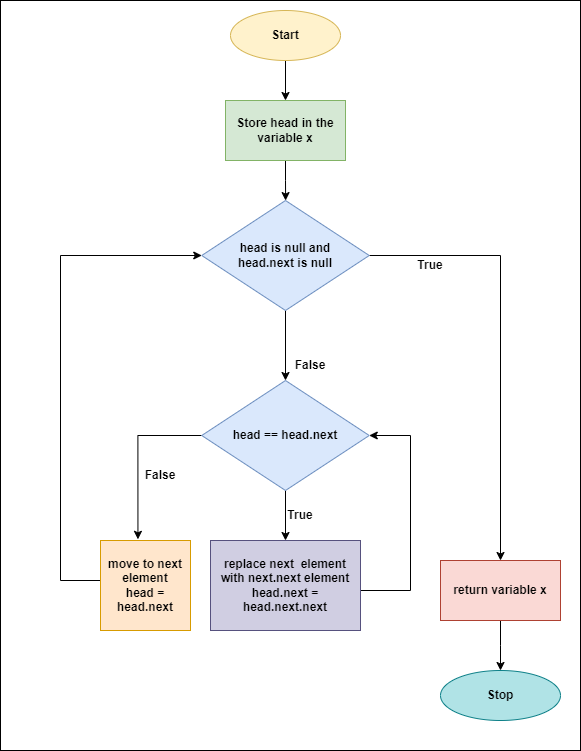 Start
Store head in the
variable x
head is null and
head.next is null
True
False
head == head.next
False
True
move to next
element
head =
head.next
replace next element
with next.next element
head.next =
head.next.next
return variable x
Stop